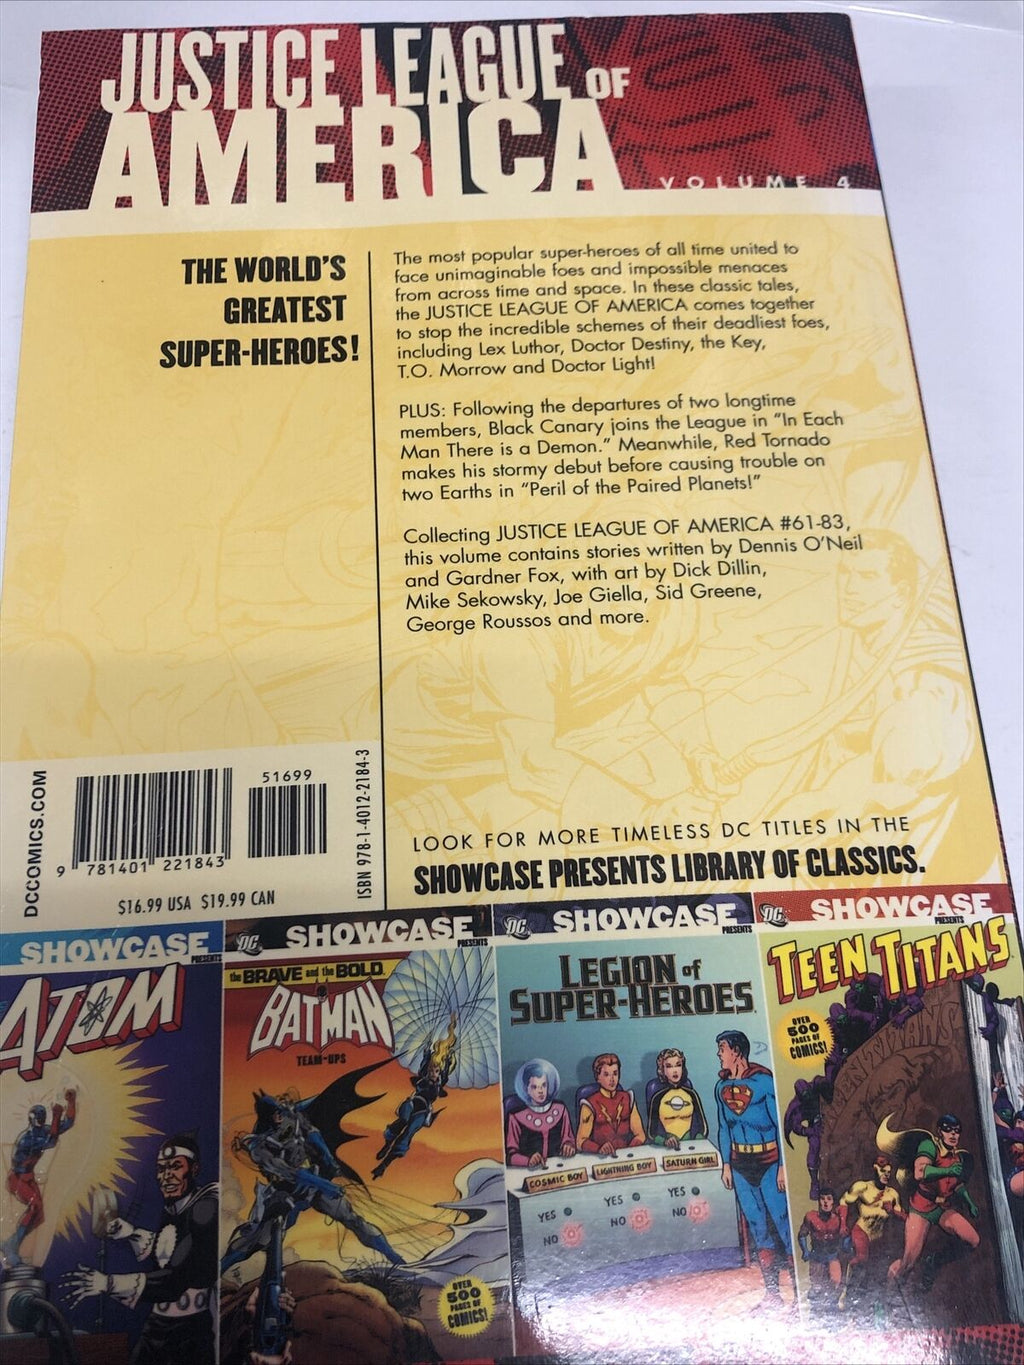 JUSTICE LEAGUE OF
AMERICA
VOLUME 4
THE WORLD'S
GREATEST
SUPER-HEROES!
The most popular super-heroes of all time united to
face unimaginable foes and impossible menaces
from across time and space. In these classic tales,
the JUSTICE LEAGUE OF AMERICA comes together
to stop the incredible schemes of their deadliest foes,
including Lex Luthor, Doctor Destiny, the Key,
T.O. Morrow and Doctor Light!
PLUS: Following the departures of two longtime
members, Black Canary joins the League in "In Each
Man There is a Demon." Meanwhile, Red Tornado
makes his stormy debut before causing trouble on
two Earths in "Peril of the Paired Planets!"
Collecting JUSTICE LEAGUE OF AMERICA #61-83,
this volume contains stories written by Dennis O'Neil
and Gardner Fox, with art by Dick Dillin,
Mike Sekowsky, Joe Giella, Sid Greene,
George Roussos and more.
DCCOMICS.COM
51699
9 781401 221843
ISBN 978-1-4012-2184-3
$16.99 USA $19.99 CAN
LOOK FOR MORE TIMELESS DC TITLES IN THE
SHOWCASE PRESENTS LIBRARY OF CLASSICS.
SHOWCASE
PRESENTS
ATOM
DC
SHOWCASE
PRESENTS
the BRAVE and the BOLD
BATMAN
TEAM-UPS
OVER
500
PAGES OF
COMICS!
DC
SHOWCASE
PRESENTS
LEGION of
SUPER-HEROES
COSMIC BOY
LIGHTNING BOY
SATURN GIRL
YES
NO
YES
NO
YES
NO
DC
SHOWCASE
PRESENTS
TEEN TITANS
OVER
500
PAGES OF
COMICS!
TEEN TITANS